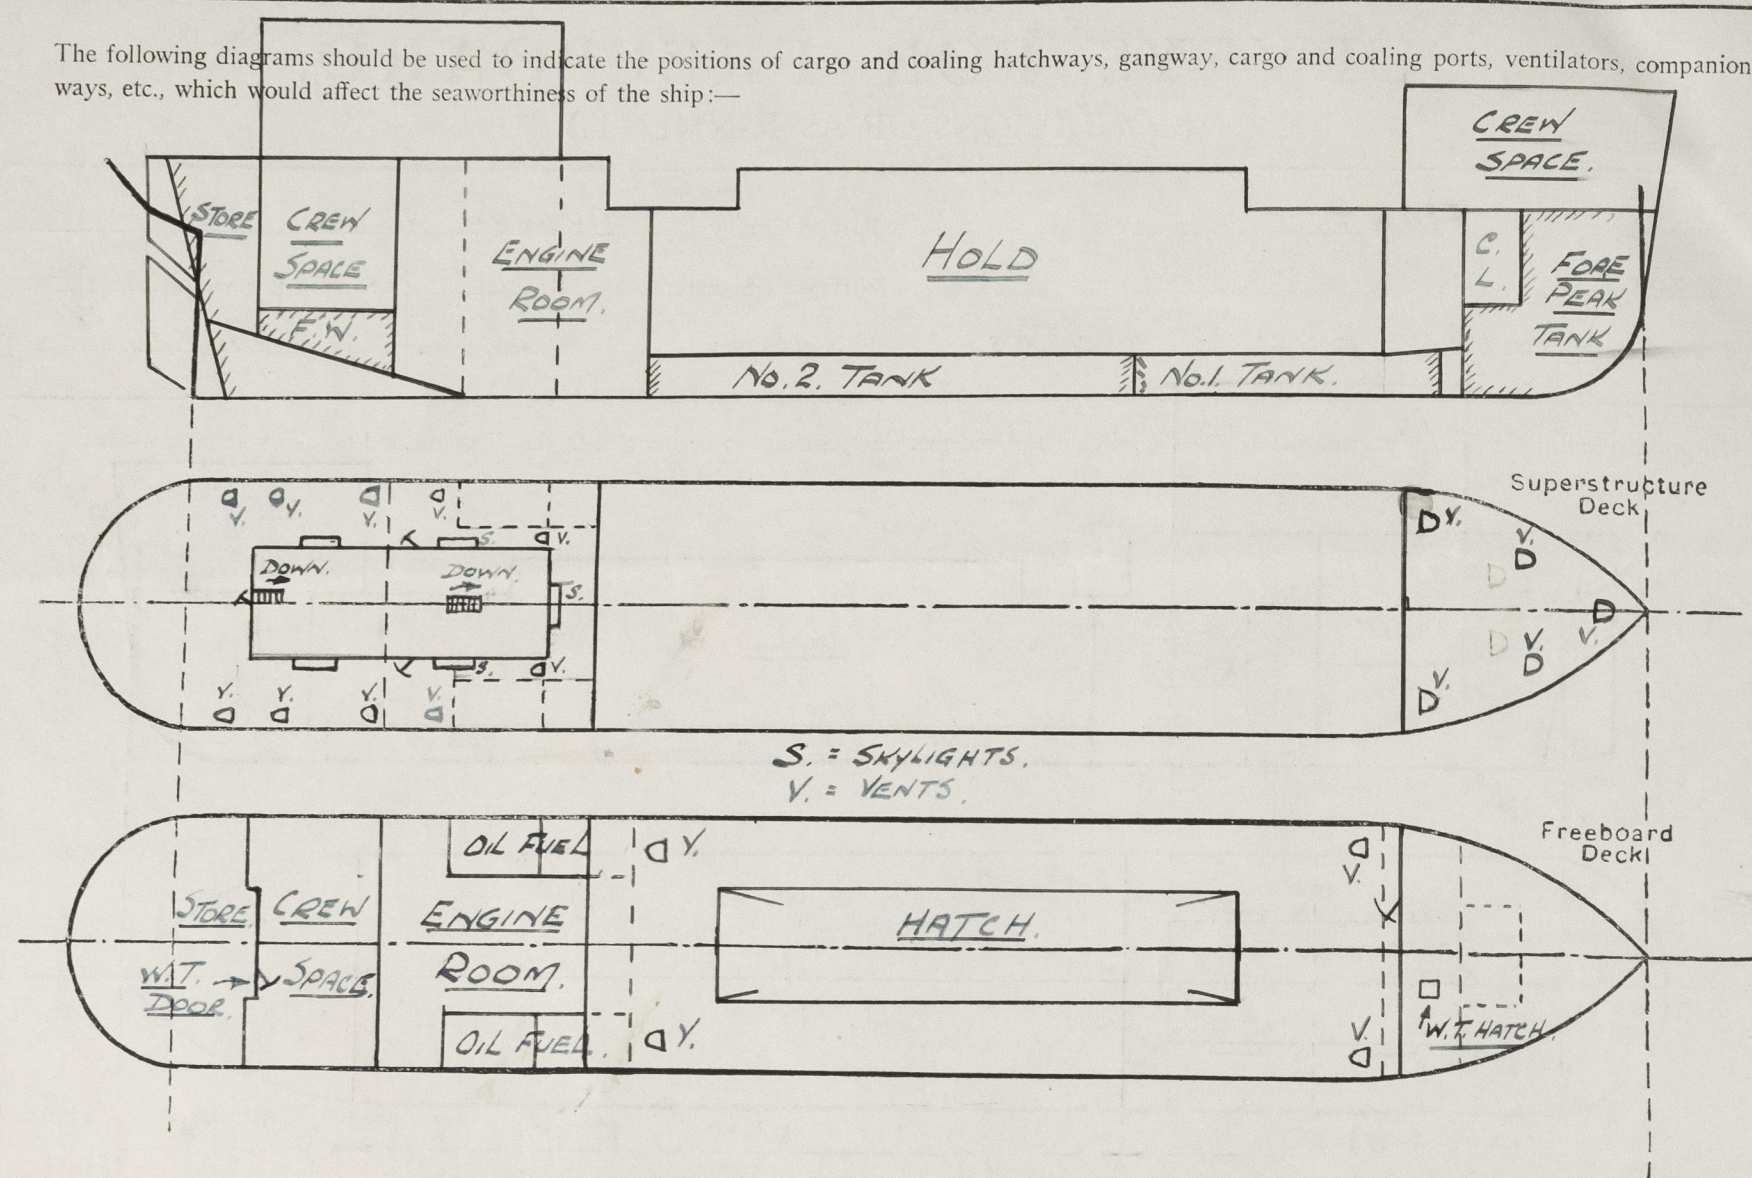 The following diagrams should be used to indicate the positions of cargo and coaling hatchways, gangway, cargo and coaling ports, ventilators, companion
ways, etc., which would affect the seaworthiness of the ship:—
CREW
SPACE.
STORE
CREW
SPACE
F.W.
ENGINE
ROOM.
HOLD
C.
L.
FORE
PEAK
TANK
No. 2. TANK
No. 1. TANK.
Superstructure
Deck
V. V. V. V.
S. V.
DOWN. DOWN.
S.
S. V.
V. V. V. V.
V.
V.
V. V.
V.
S. = SKYLIGHTS.
V. = VENTS.
Freeboard
Deck
OIL FUEL
V.
V.
STORE
CREW
SPACE.
ENGINE
ROOM.
HATCH.
W.T.
DOOR.
OIL FUEL.
V.
V.
W.T. HATCH